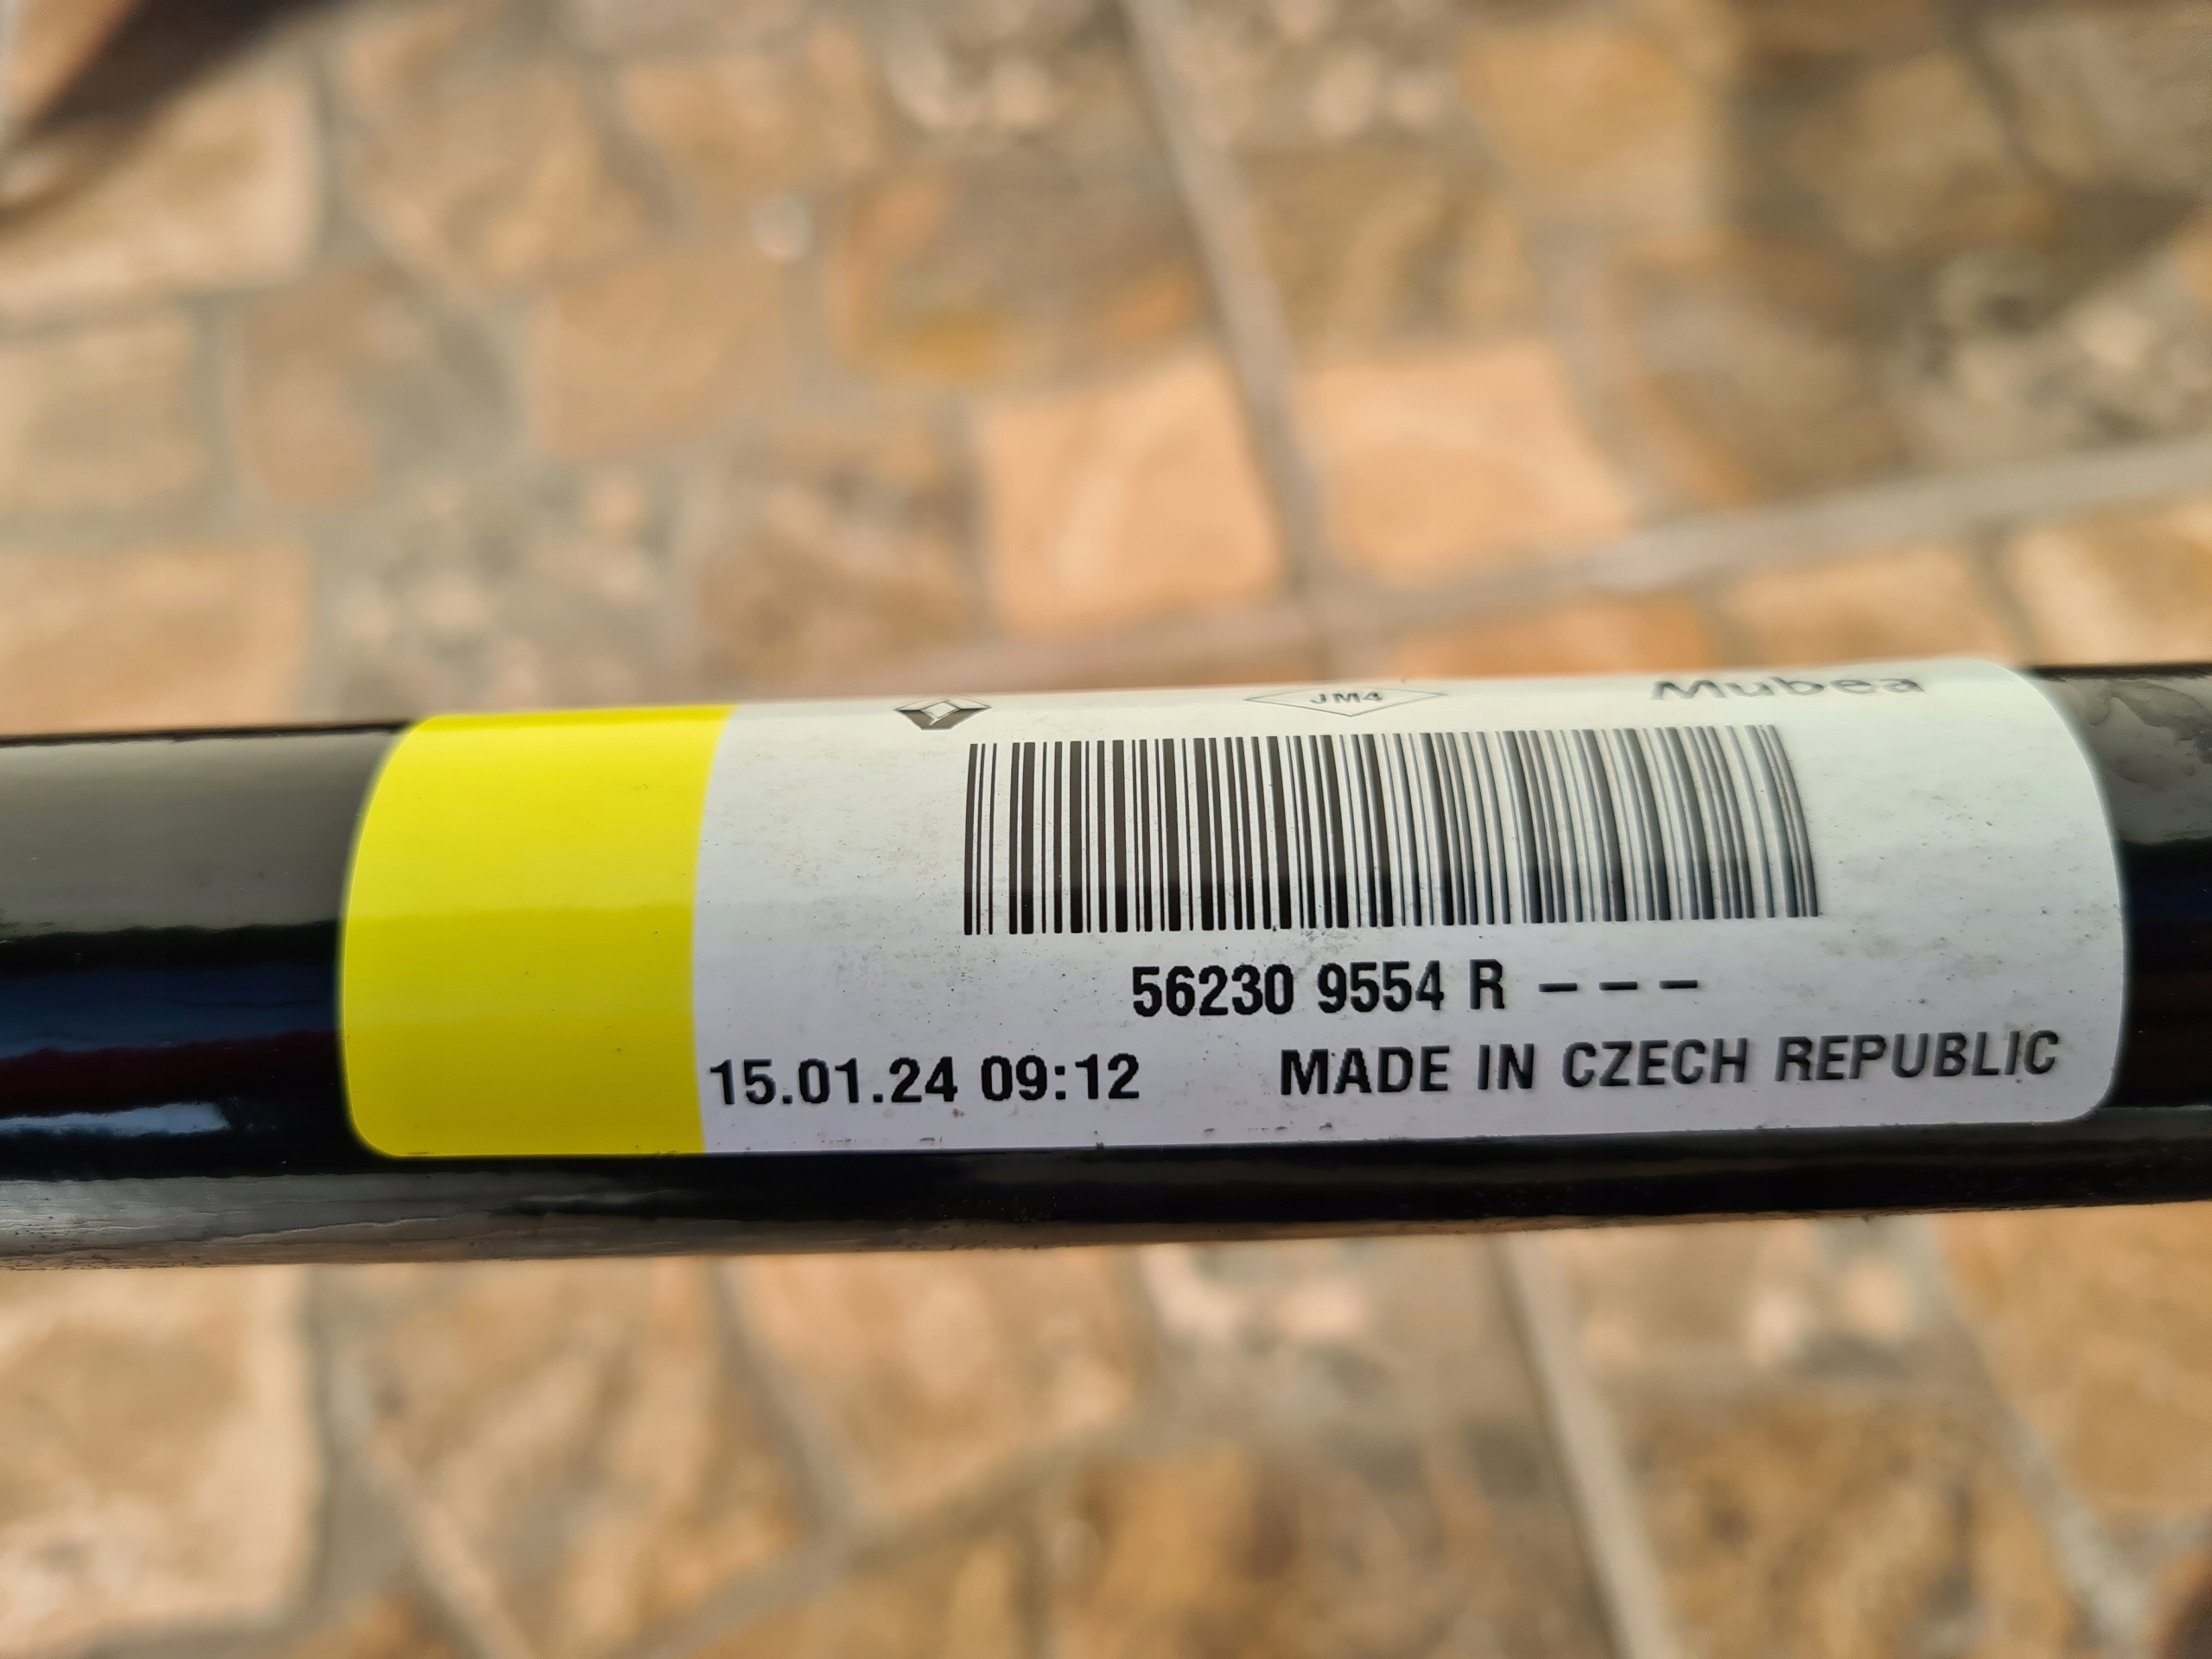 JM4 Mubea
56230 9554 R ---
15.01.24 09:12 MADE IN CZECH REPUBLIC